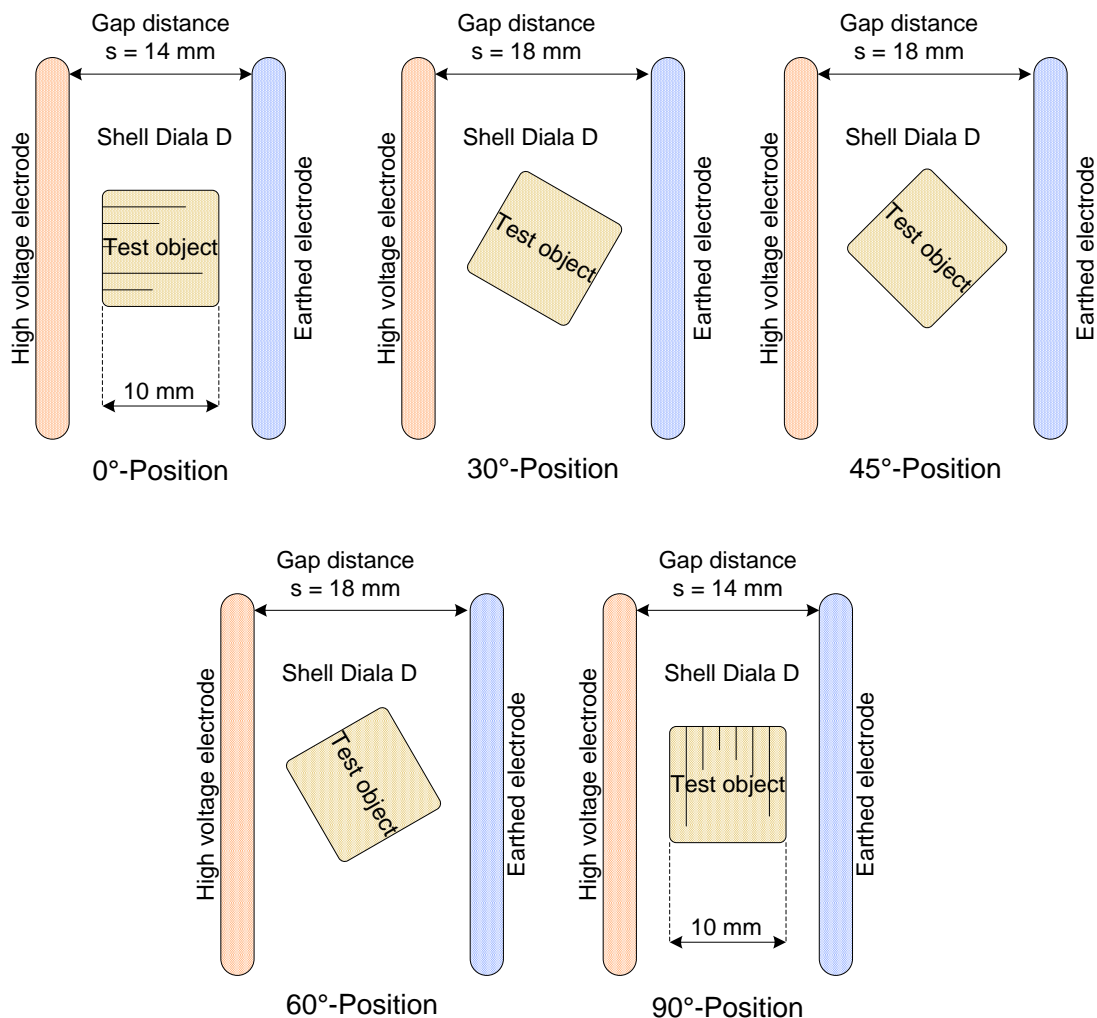 Gap distance
s = 14 mm
High voltage electrode
Shell Diala D
Test object
Earthed electrode
10 mm
0°-Position
Gap distance
s = 18 mm
High voltage electrode
Shell Diala D
Test object
Earthed electrode
30°-Position
Gap distance
s = 18 mm
High voltage electrode
Shell Diala D
Test object
Earthed electrode
45°-Position
Gap distance
s = 18 mm
High voltage electrode
Shell Diala D
Test object
Earthed electrode
60°-Position
Gap distance
s = 14 mm
High voltage electrode
Shell Diala D
Test object
Earthed electrode
10 mm
90°-Position